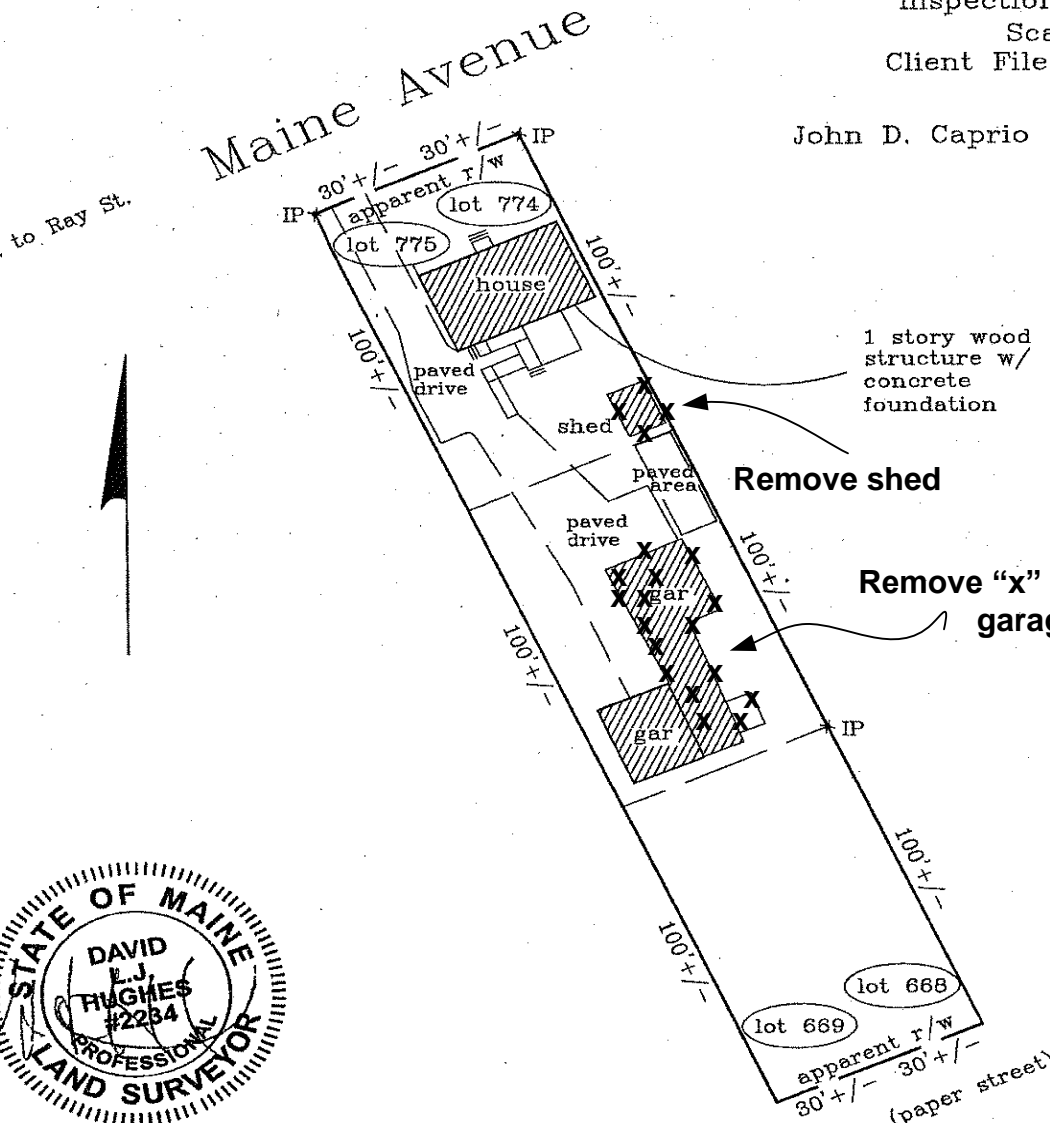 Inspection
Sca
Client File
John D. Caprio
Maine Avenue
to Ray St.
30'+/- 30'+/-
IP
IP
apparent r/w
lot 774
lot 775
house
100'+/-
100'+/-
1 story wood
structure w/
concrete
foundation
paved
drive
shed
X X X X
Remove shed
paved
area
paved
drive
100'+/-
Remove “x”
garag
X X X X X X X X X X X X X X X X X X
gar
gar
100'+/-
IP
100'+/-
100'+/-
lot 668
lot 669
apparent r/w
30'+/- 30'+/-
(paper street)
STATE OF MAINE
DAVID
L.J.
HUGHES
#2234
PROFESSIONAL
LAND SURVEYOR